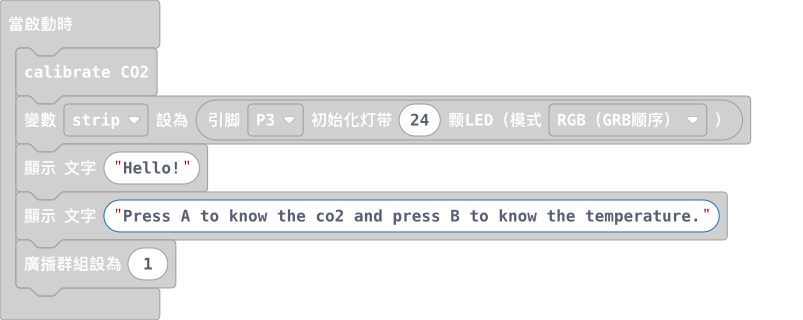 當啟動時
calibrate CO2
變數 strip 設為 引脚 P3 初始化灯带 24 颗LED (模式 RGB (GRB顺序) )
顯示 文字 "Hello!"
顯示 文字 "Press A to know the co2 and press B to know the temperature."
廣播群組設為 1